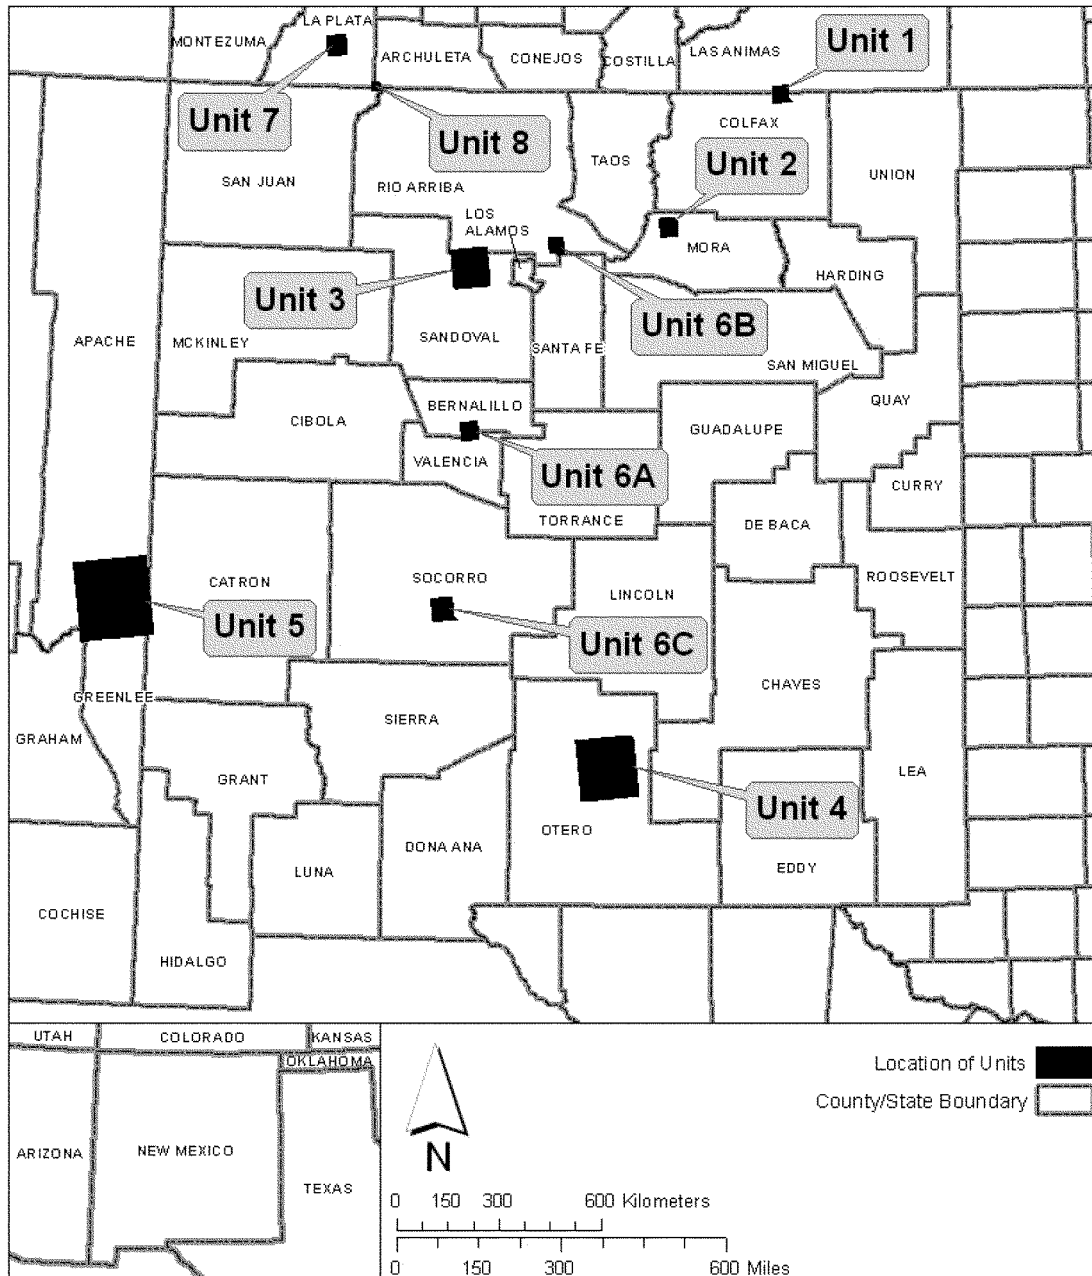 LA PLATA
MONTEZUMA
ARCHULETA
CONEJOS
COSTILLA
LAS ANIMAS
Unit 1
Unit 7
Unit 8
COLFAX
Unit 2
TAOS
UNION
SAN JUAN
RIO ARRIBA
LOS
ALAMOS
MORA
HARDING
Unit 3
Unit 6B
APACHE
MCKINLEY
SANDOVAL
SANTA FE
SAN MIGUEL
QUAY
BERNALILLO
CIBOLA
GUADALUPE
VALENCIA
Unit 6A
CURRY
TORRANCE
DE BACA
CATRON
SOCORRO
LINCOLN
ROOSEVELT
Unit 5
Unit 6C
CHAVES
GREENLEE
SIERRA
GRAHAM
GRANT
LEA
Unit 4
OTERO
DONA ANA
LUNA
EDDY
COCHISE
HIDALGO
UTAH
COLORADO
KANSAS
OKLAHOMA
ARIZONA
NEW MEXICO
TEXAS
N
Location of Units
County/State Boundary
0 150 300 600 Kilometers
0 150 300 600 Miles